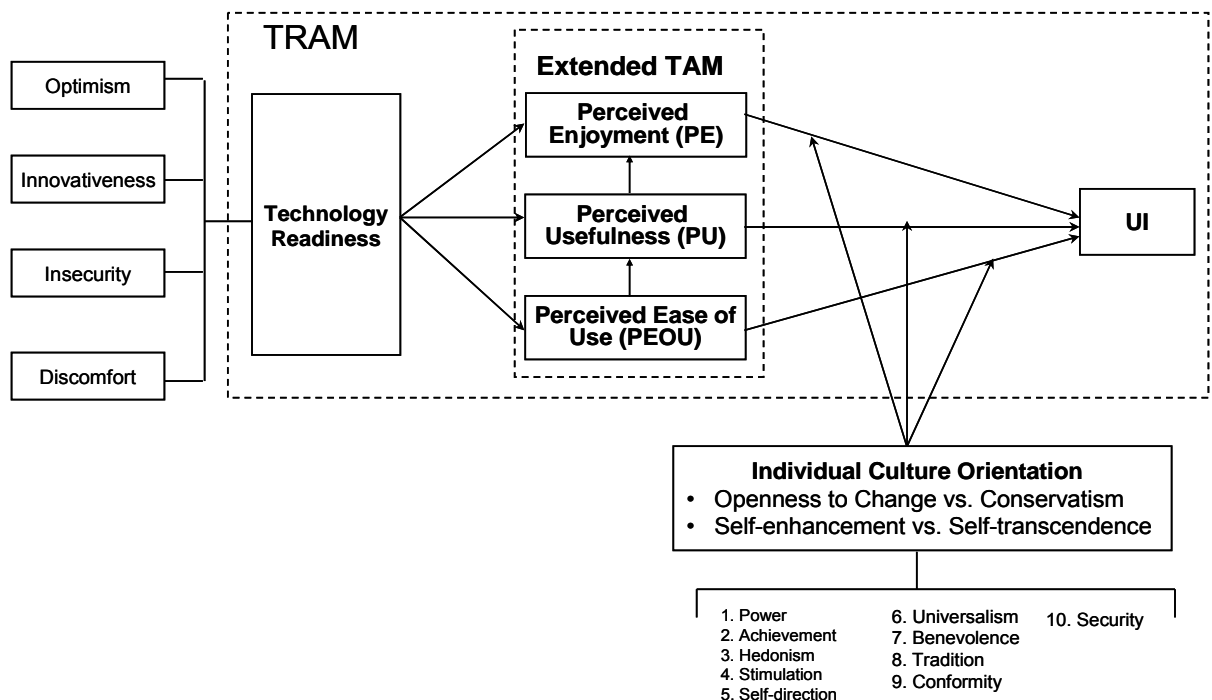 TRAM
Optimism
Innovativeness
Insecurity
Discomfort
Technology
Readiness
Extended TAM
Perceived
Enjoyment (PE)
Perceived
Usefulness (PU)
Perceived Ease of
Use (PEOU)
UI
Individual Culture Orientation
• Openness to Change vs. Conservatism
• Self-enhancement vs. Self-transcendence
1. Power
2. Achievement
3. Hedonism
4. Stimulation
5. Self-direction
6. Universalism
7. Benevolence
8. Tradition
9. Conformity
10. Security